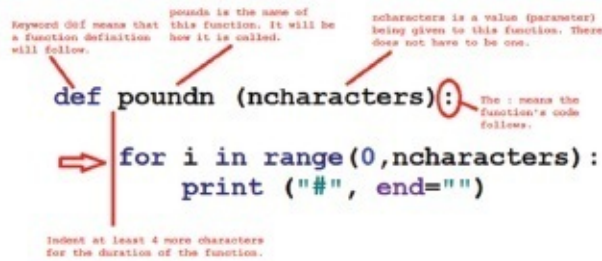 Keyword def means that
a function definition
will follow.
poundn is the name of
this function. It will be
how it is called.
ncharacters is a value (parameter)
being given to this function. There
does not have to be one.
def poundn (ncharacters):
The : means the
function's code
follows.
for i in range(0,ncharacters):
print ("#", end="")
Indent at least 4 more characters
for the duration of the function.